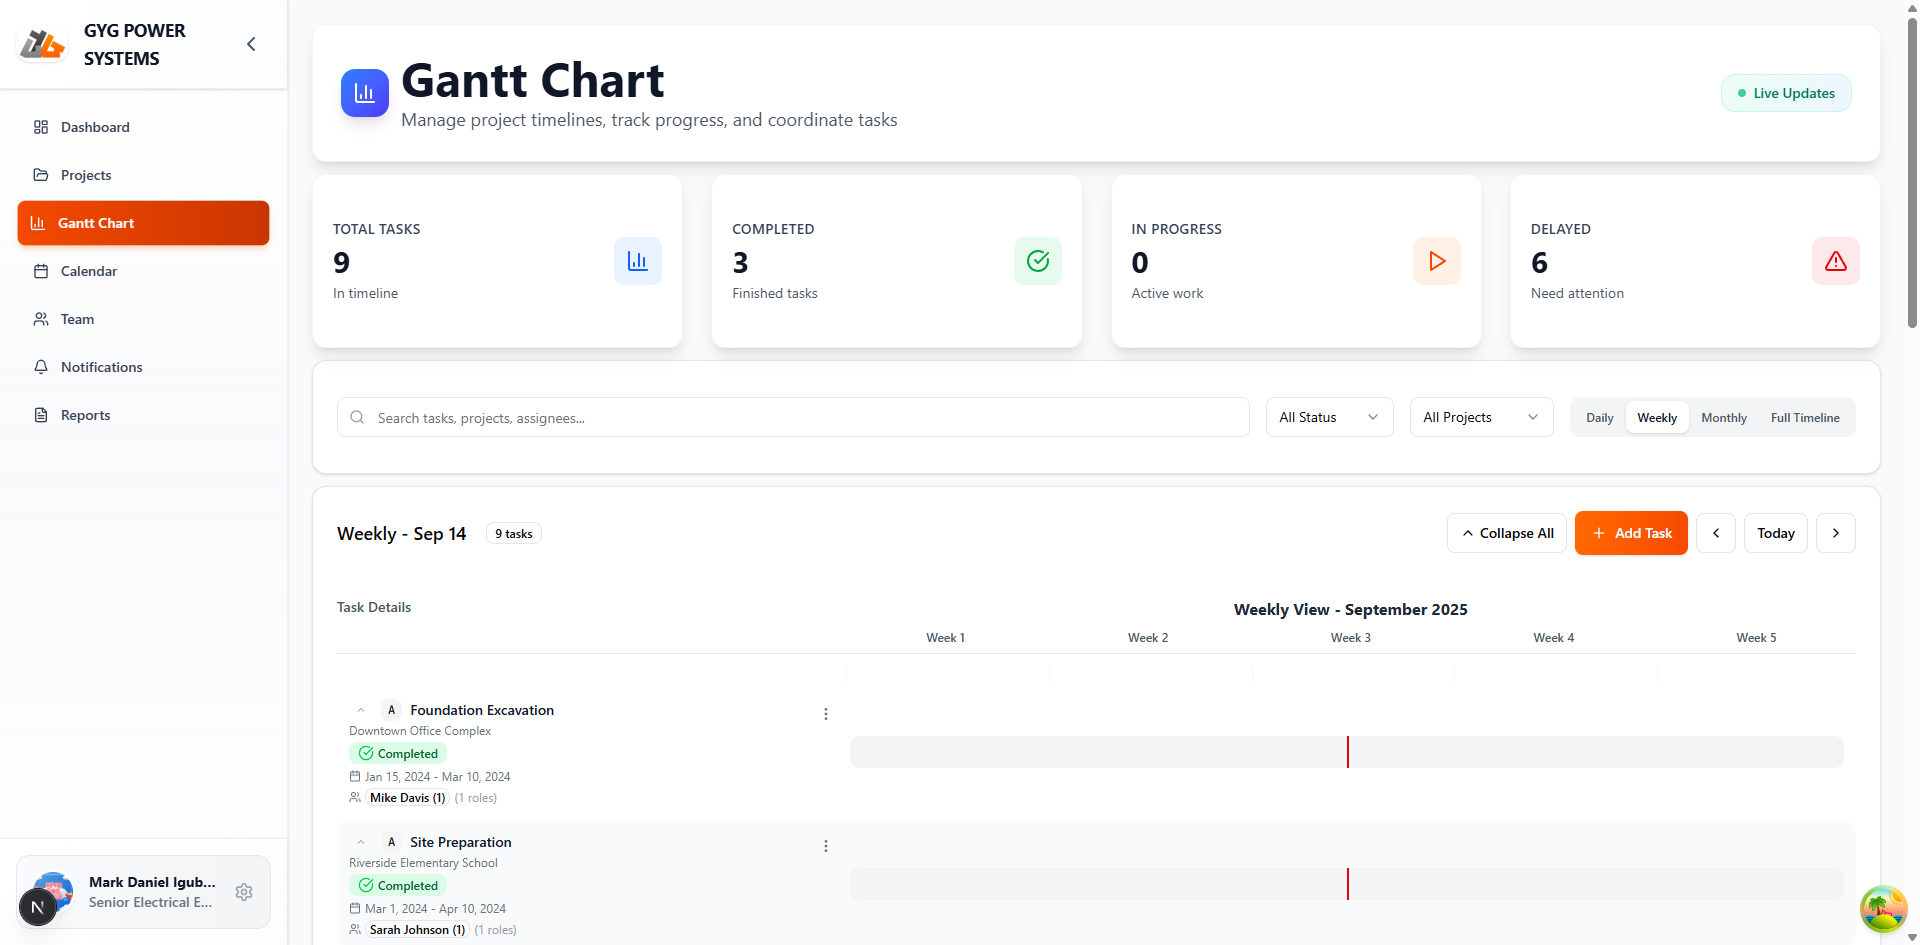 GYG POWER
SYSTEMS
Dashboard
Projects
Gantt Chart
Calendar
Team
Notifications
Reports
Mark Daniel Igub...
Senior Electrical E...
N
Gantt Chart
Manage project timelines, track progress, and coordinate tasks
Live Updates
TOTAL TASKS
9
In timeline
COMPLETED
3
Finished tasks
IN PROGRESS
0
Active work
DELAYED
6
Need attention
Search tasks, projects, assignees...
All Status
All Projects
Daily
Weekly
Monthly
Full Timeline
Weekly - Sep 14
9 tasks
Collapse All
Add Task
Today
Task Details
Weekly View - September 2025
Week 1
Week 2
Week 3
Week 4
Week 5
A Foundation Excavation
Downtown Office Complex
Completed
Jan 15, 2024 - Mar 10, 2024
Mike Davis (1) (1 roles)
A Site Preparation
Riverside Elementary School
Completed
Mar 1, 2024 - Apr 10, 2024
Sarah Johnson (1) (1 roles)